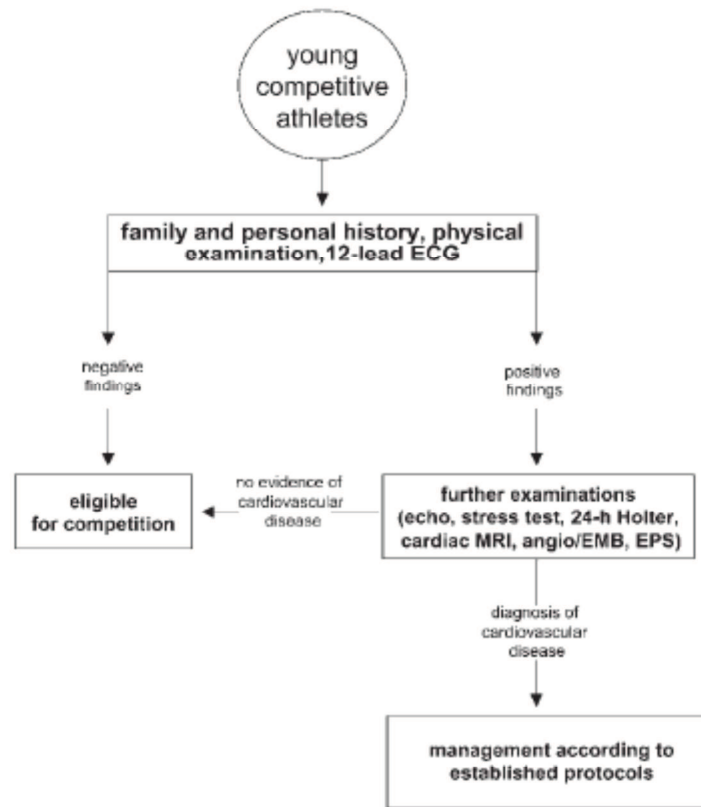 young
competitive
athletes
family and personal history, physical
examination,12-lead ECG
negative
findings
positive
findings
eligible
for competition
no evidence of
cardiovascular
disease
further examinations
(echo, stress test, 24-h Holter,
cardiac MRI, angio/EMB, EPS)
diagnosis of
cardiovascular
disease
management according to
established protocols